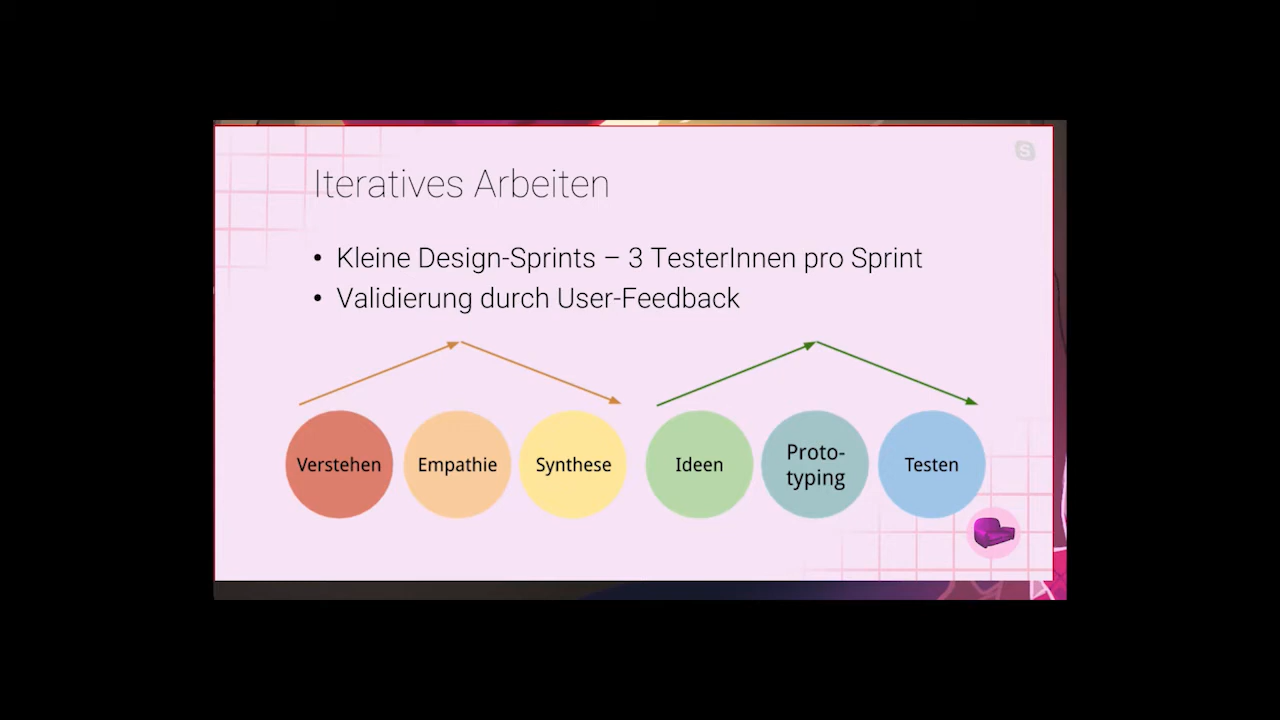 Iteratives Arbeiten
• Kleine Design-Sprints – 3 TesterInnen pro Sprint
• Validierung durch User-Feedback
Verstehen
Empathie
Synthese
Ideen
Proto-
typing
Testen